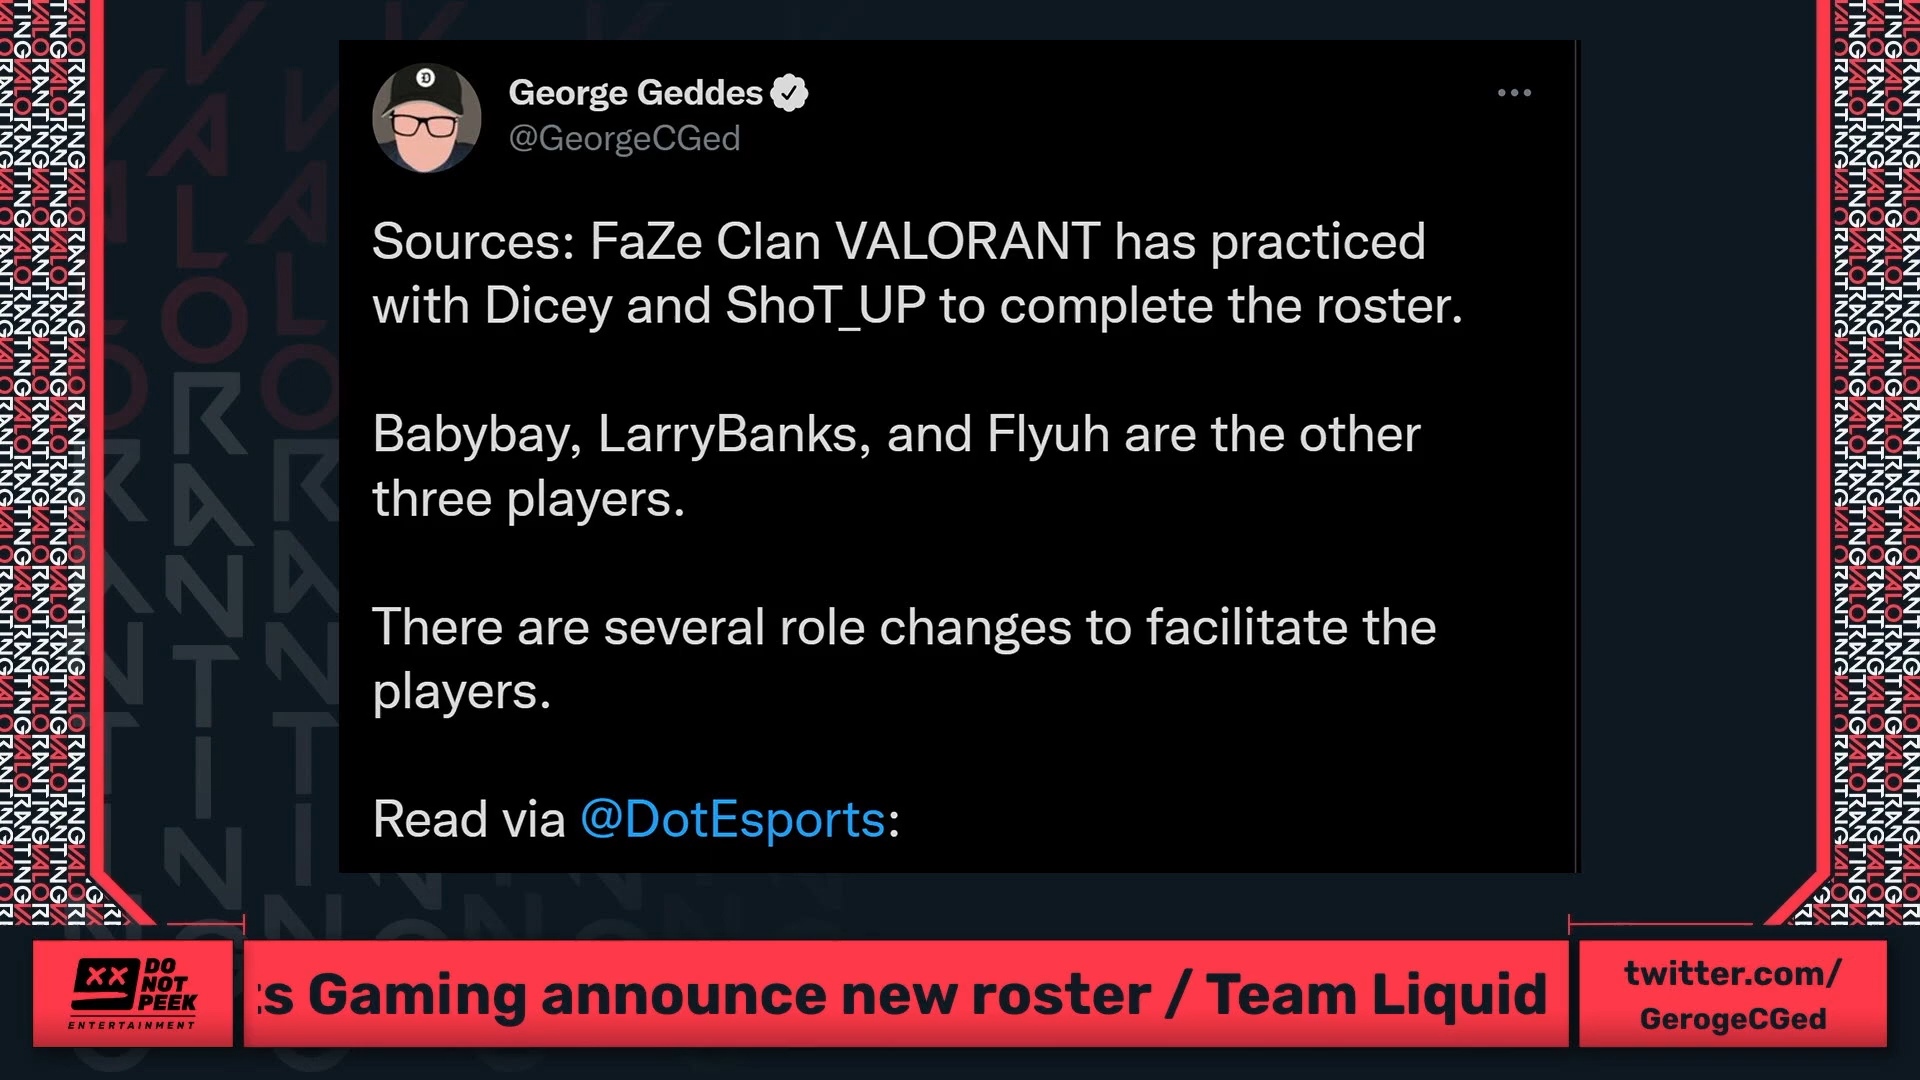 George Geddes
@GeorgeCGed
Sources: FaZe Clan VALORANT has practiced
with Dicey and ShoT_UP to complete the roster.
Babybay, LarryBanks, and Flyuh are the other
three players.
There are several role changes to facilitate the
players.
Read via @DotEsports:
DO
NOT
PEEK
ENTERTAINMENT
ts Gaming announce new roster / Team Liquid
twitter.com/
GerogeCGed
VALORANTING